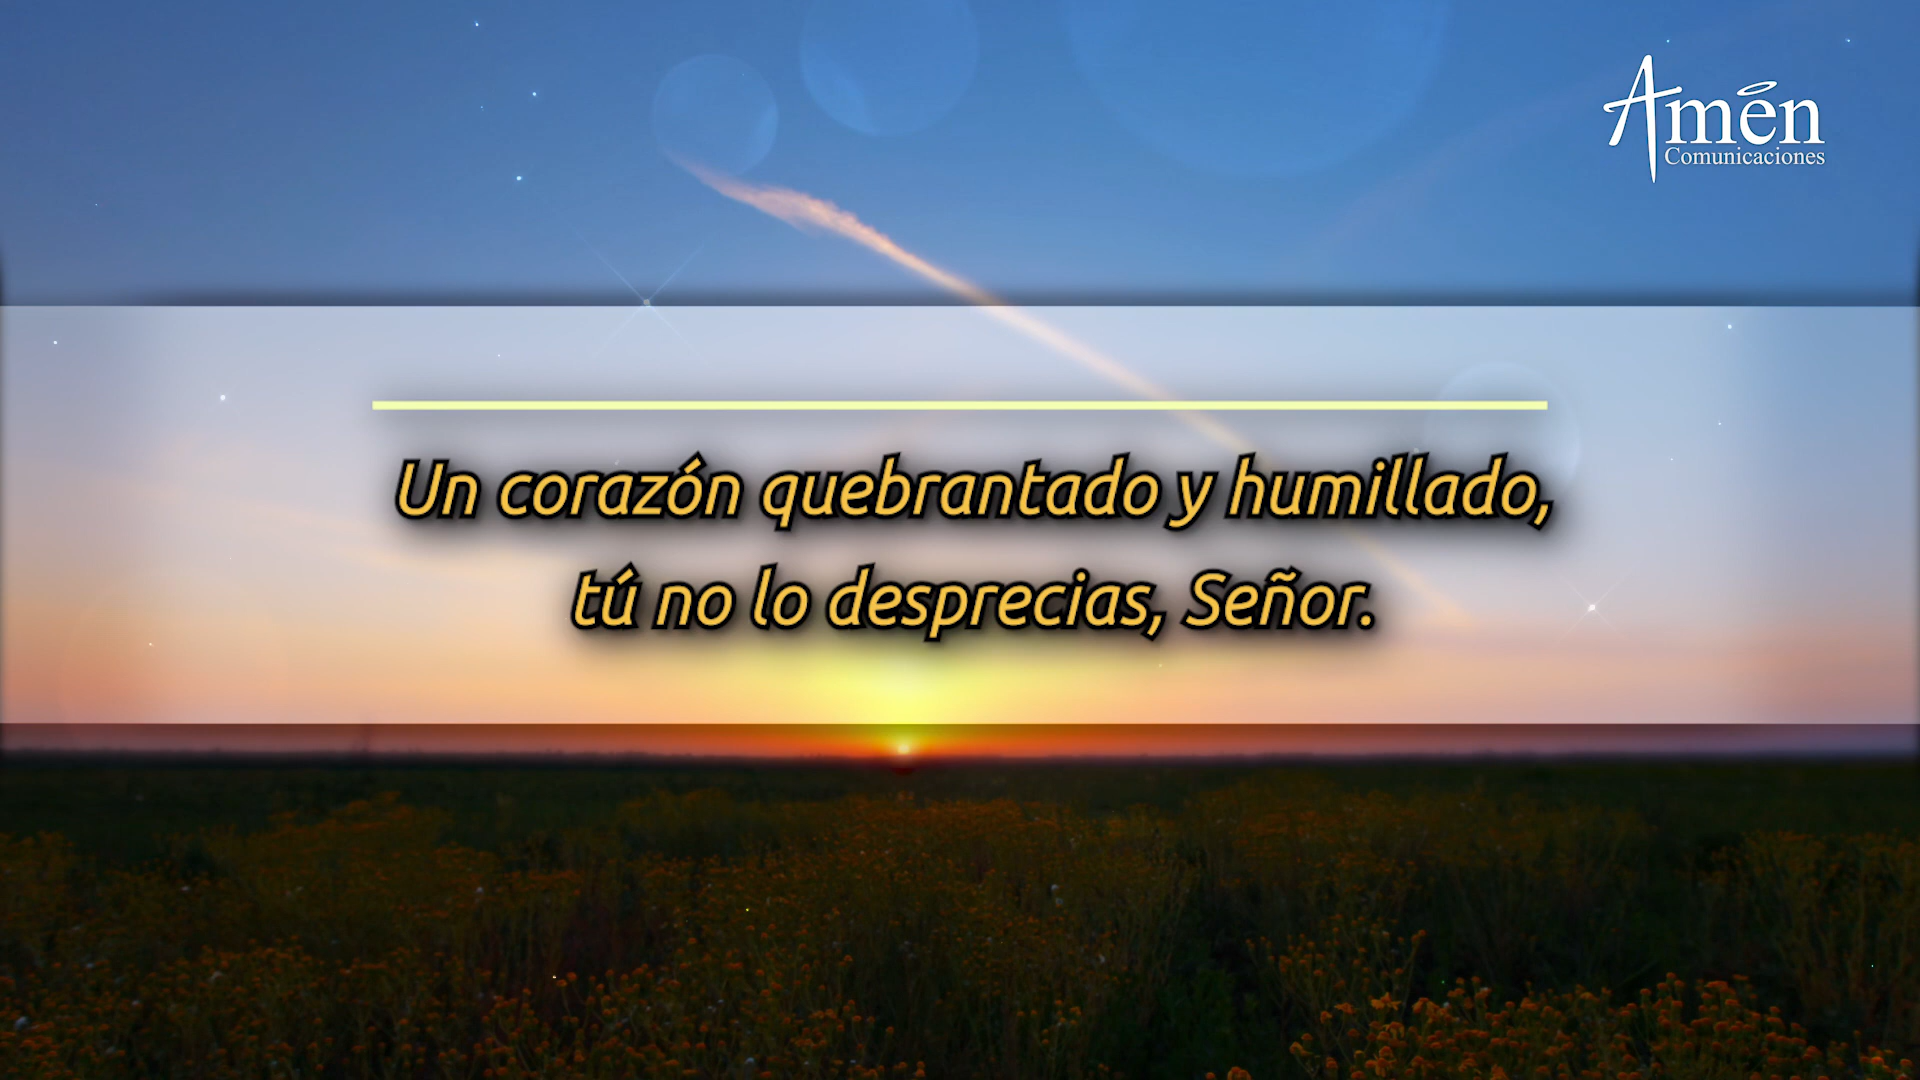 Amén
Comunicaciones
Un corazón quebrantado y humillado,
tú no lo desprecias, Señor.